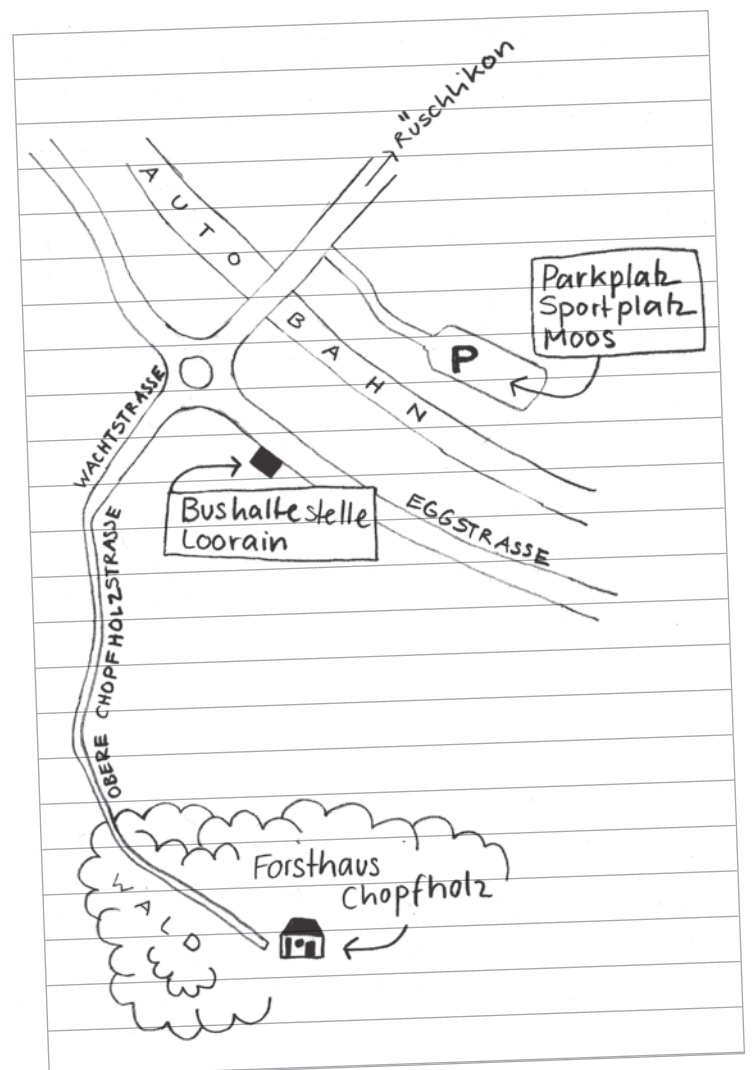 RÜSCHLIKON
AUTO
BAHN
Parkplatz
Sportplatz
Moos
P
WACHTSTRASSE
Bushaltestelle
Loorain
EGGSTRASSE
OBERE CHOPFHOLZSTRASSE
Forsthaus
Chopfholz
WALD